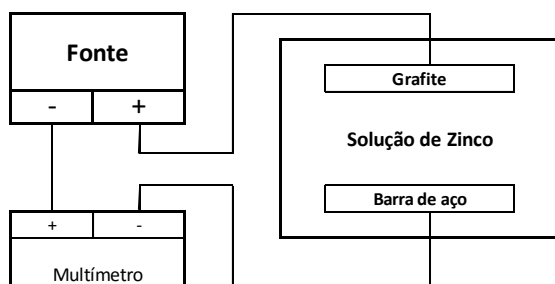 Fonte
- +
Grafite
Solução de Zinco
Barra de aço
+ -
Multímetro